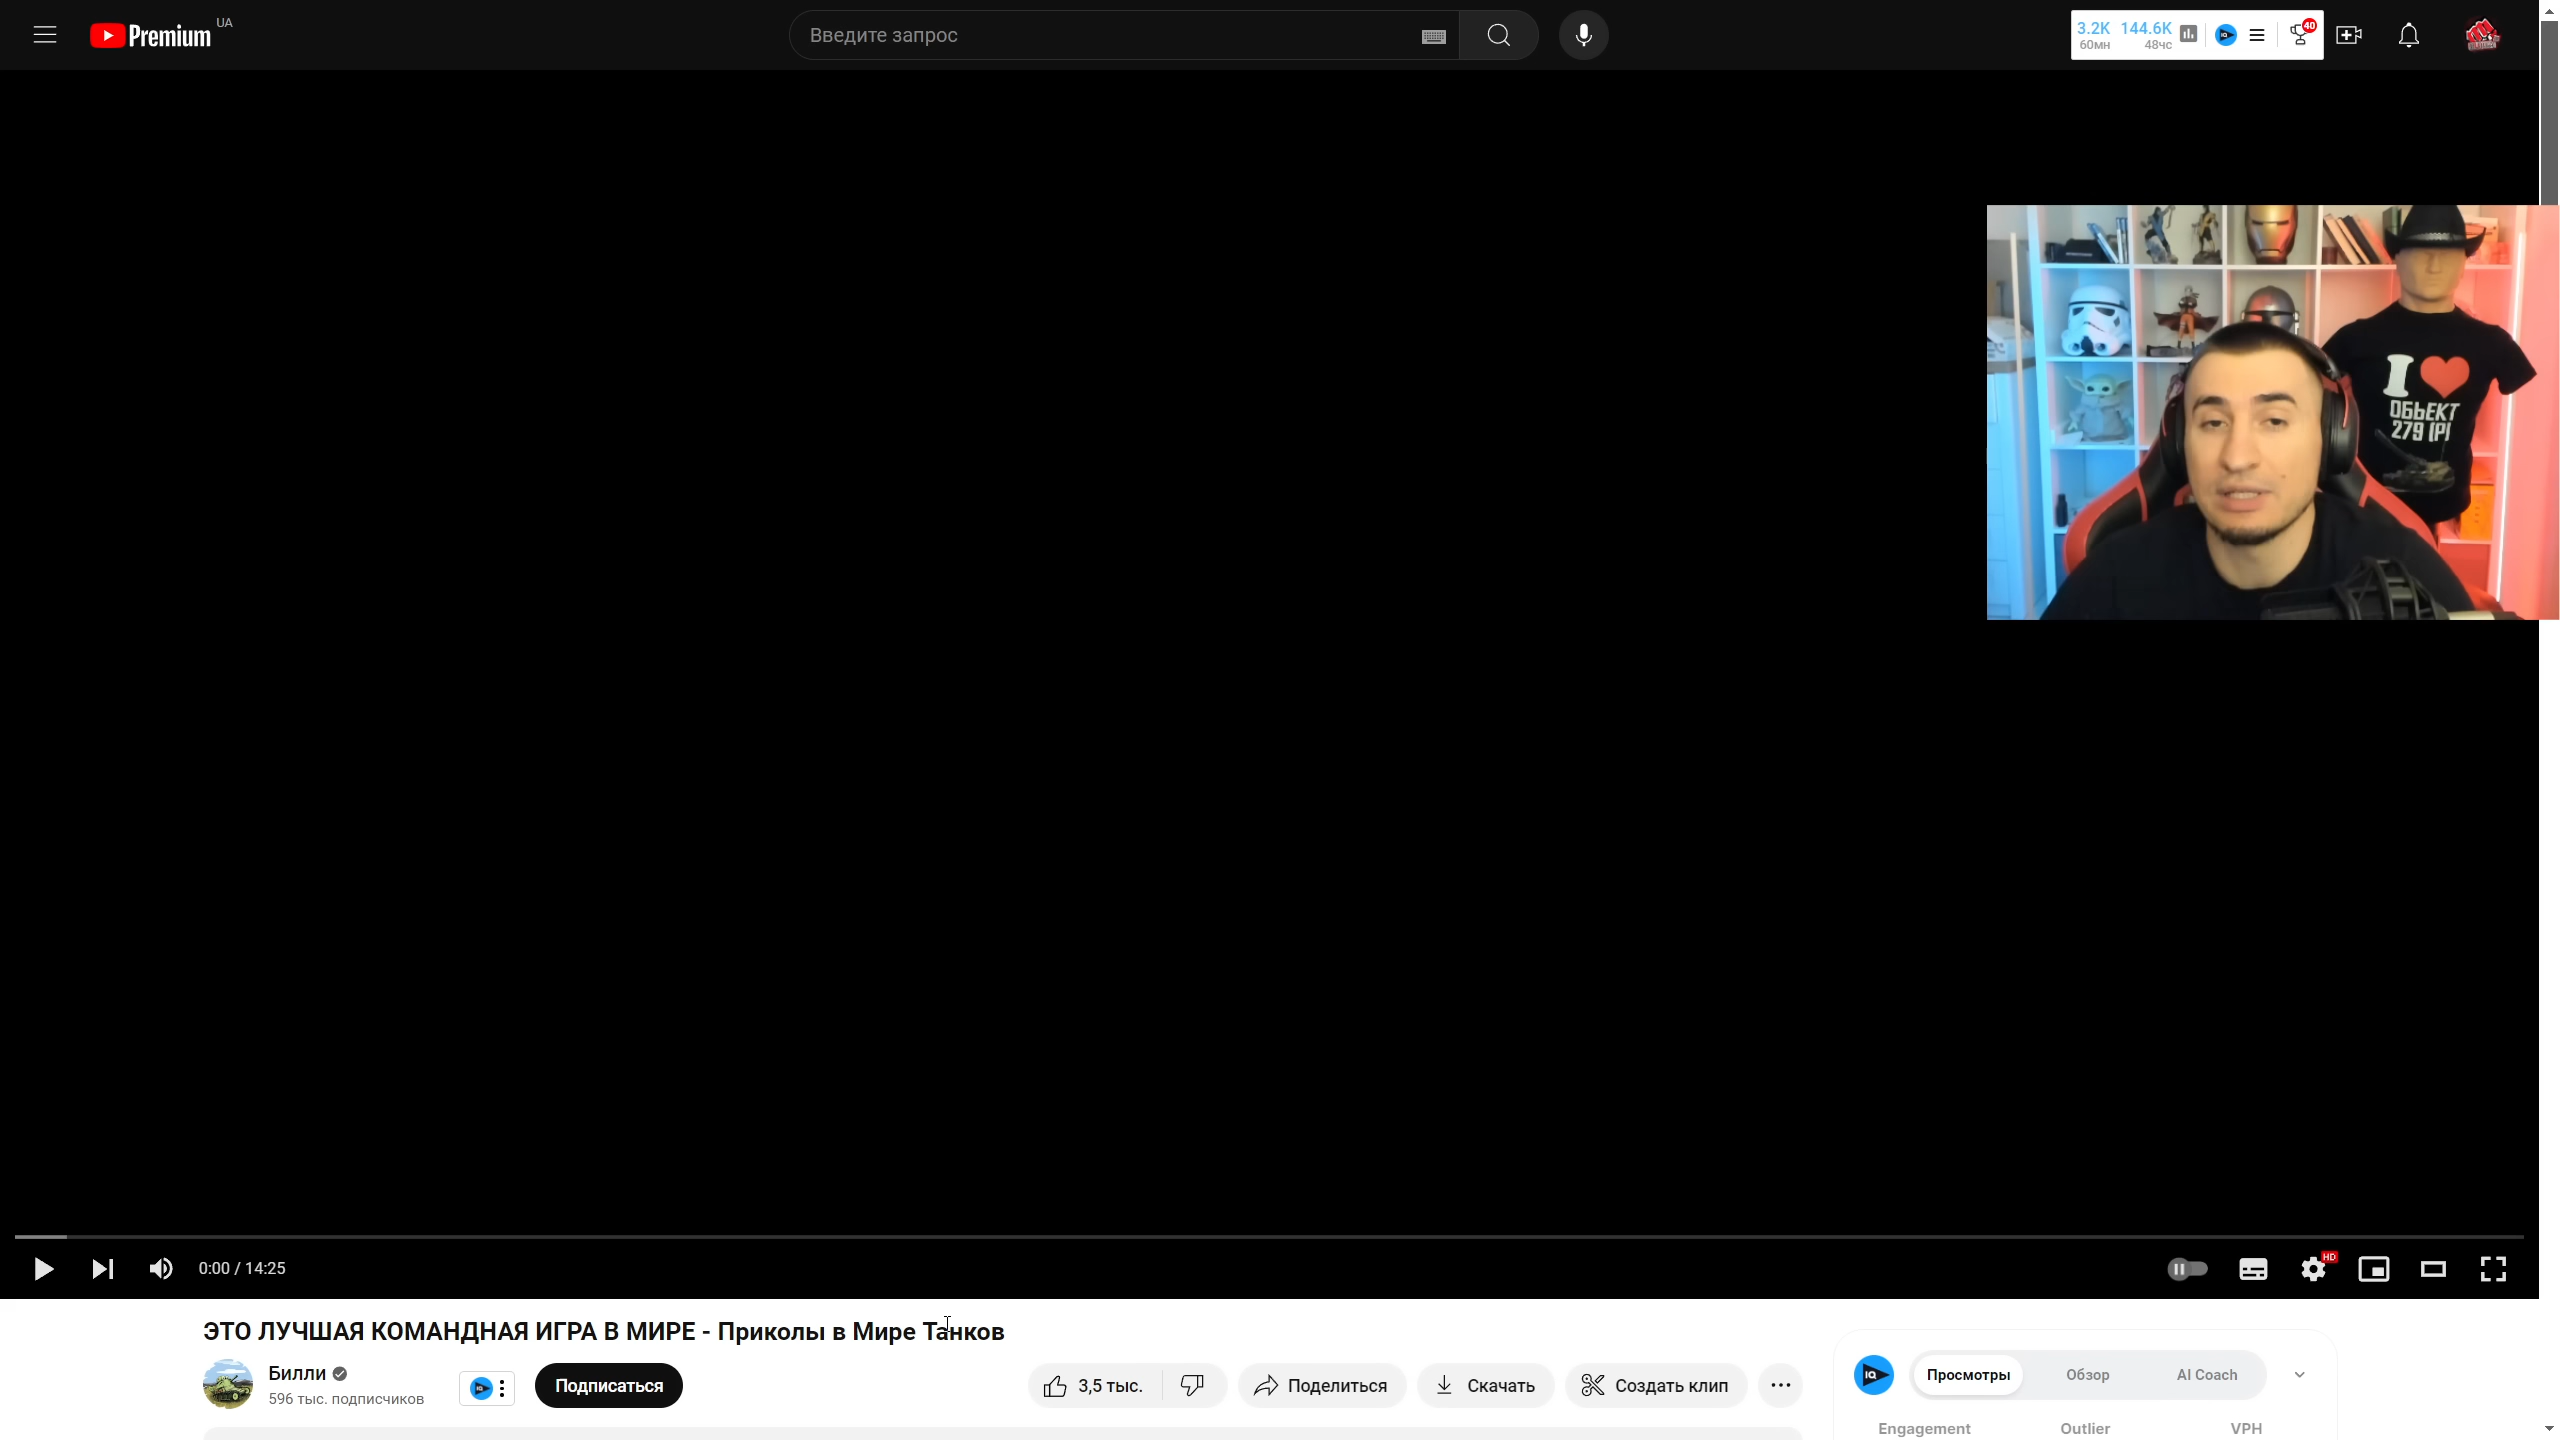 Premium UA
Введите запрос
3.2K 144.6K
60мн 48чс
40
I
ОБЬЕКТ
279 (Р)
0:00 / 14:25
HD
ЭТО ЛУЧШАЯ КОМАНДНАЯ ИГРА В МИРЕ - Приколы в Мире Танков
Билли
596 тыс. подписчиков
IQ
Подписаться
3,5 тыс.
Поделиться
Скачать
Создать клип
IQ
Просмотры
Обзор
AI Coach
Engagement
Outlier
VPH